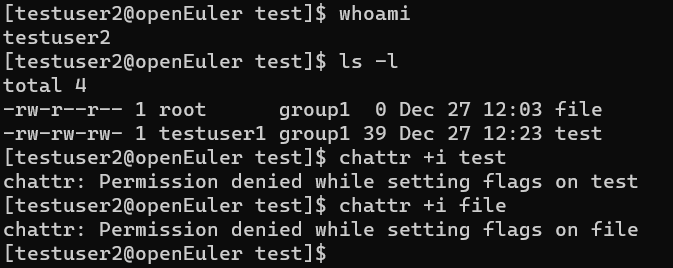 [testuser2@openEuler test]$ whoami
testuser2
[testuser2@openEuler test]$ ls -l
total 4
-rw-r--r-- 1 root      group1  0 Dec 27 12:03 file
-rw-rw-rw- 1 testuser1 group1 39 Dec 27 12:23 test
[testuser2@openEuler test]$ chattr +i test
chattr: Permission denied while setting flags on test
[testuser2@openEuler test]$ chattr +i file
chattr: Permission denied while setting flags on file
[testuser2@openEuler test]$